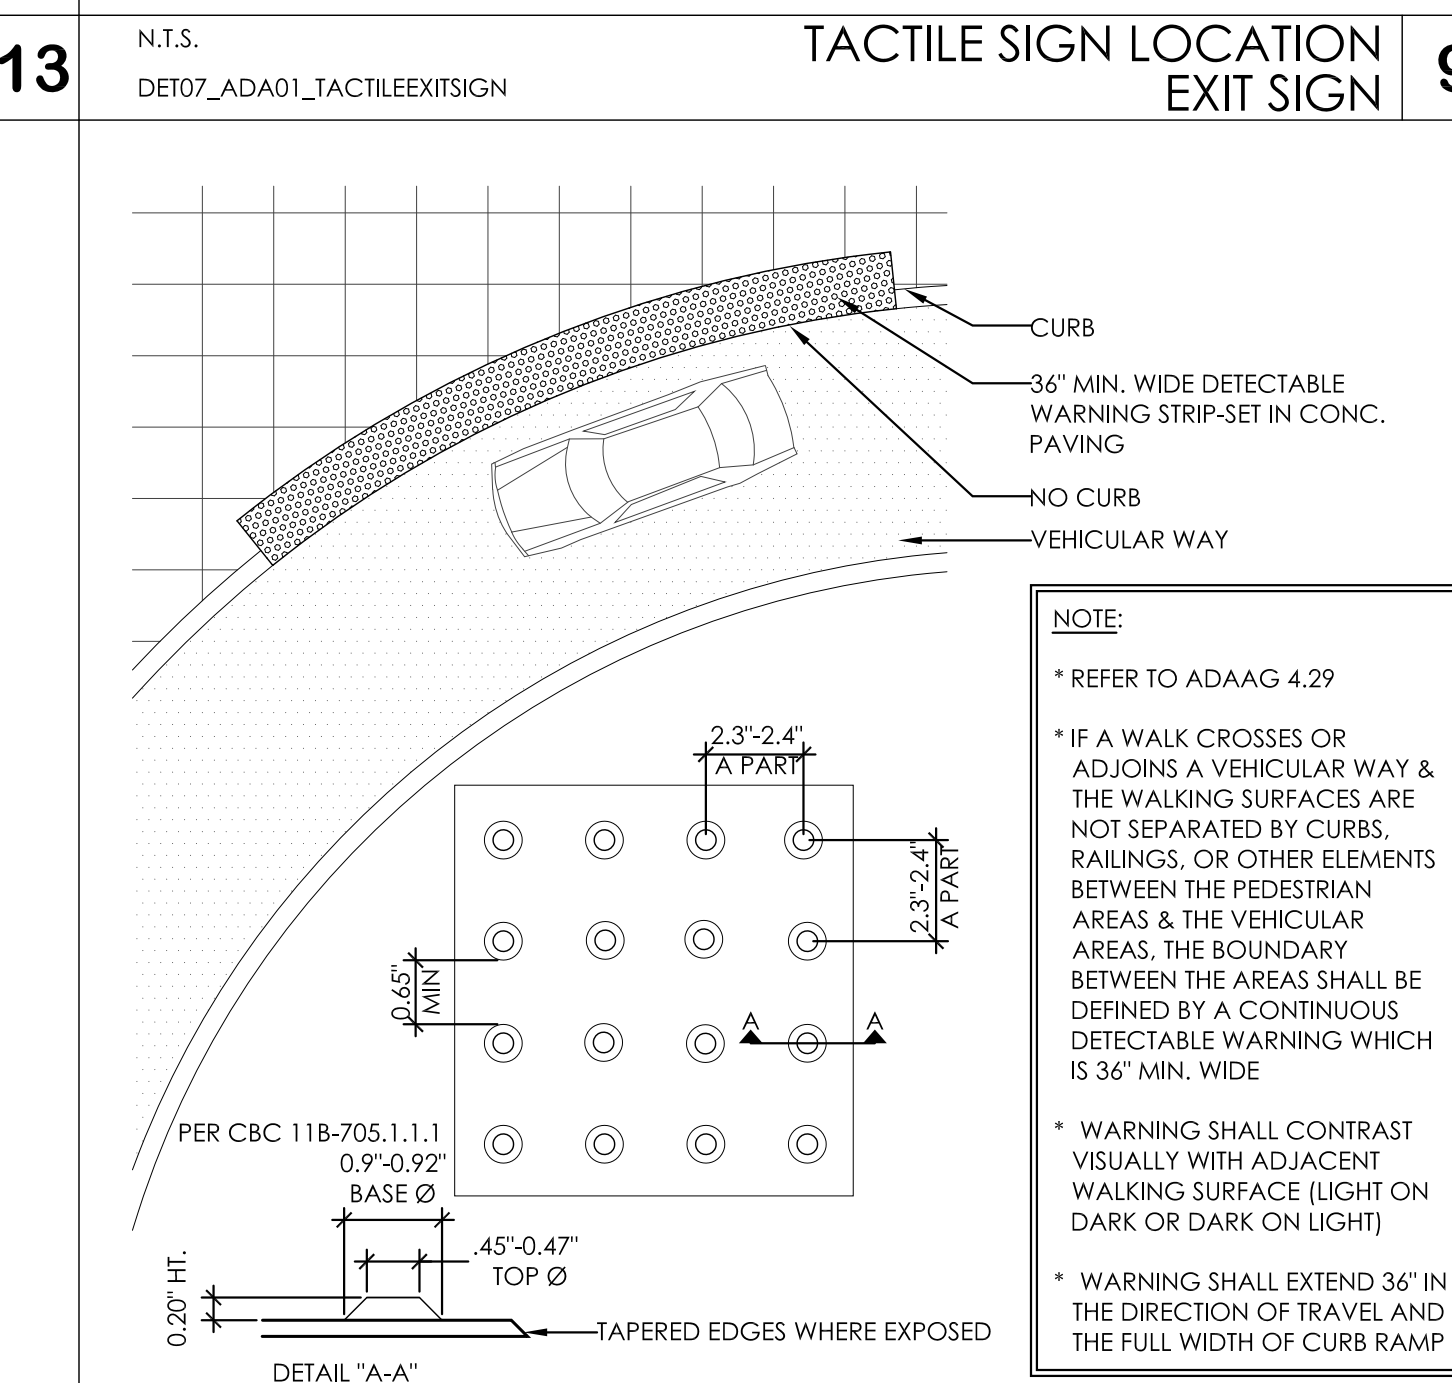 13
N.T.S.
DET07_ADA01_TACTILEEXITSIGN
TACTILE SIGN LOCATION
EXIT SIGN
CURB
36" MIN. WIDE DETECTABLE
WARNING STRIP-SET IN CONC.
PAVING
NO CURB
VEHICULAR WAY
NOTE:
* REFER TO ADAAG 4.29
* IF A WALK CROSSES OR
ADJOINS A VEHICULAR WAY &
THE WALKING SURFACES ARE
NOT SEPARATED BY CURBS,
RAILINGS, OR OTHER ELEMENTS
BETWEEN THE PEDESTRIAN
AREAS & THE VEHICULAR
AREAS, THE BOUNDARY
BETWEEN THE AREAS SHALL BE
DEFINED BY A CONTINUOUS
DETECTABLE WARNING WHICH
IS 36" MIN. WIDE
* WARNING SHALL CONTRAST
VISUALLY WITH ADJACENT
WALKING SURFACE (LIGHT ON
DARK OR DARK ON LIGHT)
* WARNING SHALL EXTEND 36" IN
THE DIRECTION OF TRAVEL AND
THE FULL WIDTH OF CURB RAMP
2.3"-2.4"
A PART
2.3"-2.4"
A PART
0.65"
MIN
A
A
PER CBC 11B-705.1.1.1
0.9"-0.92"
BASE Ø
.45"-0.47"
TOP Ø
0.20" HT.
TAPERED EDGES WHERE EXPOSED
DETAIL "A-A"